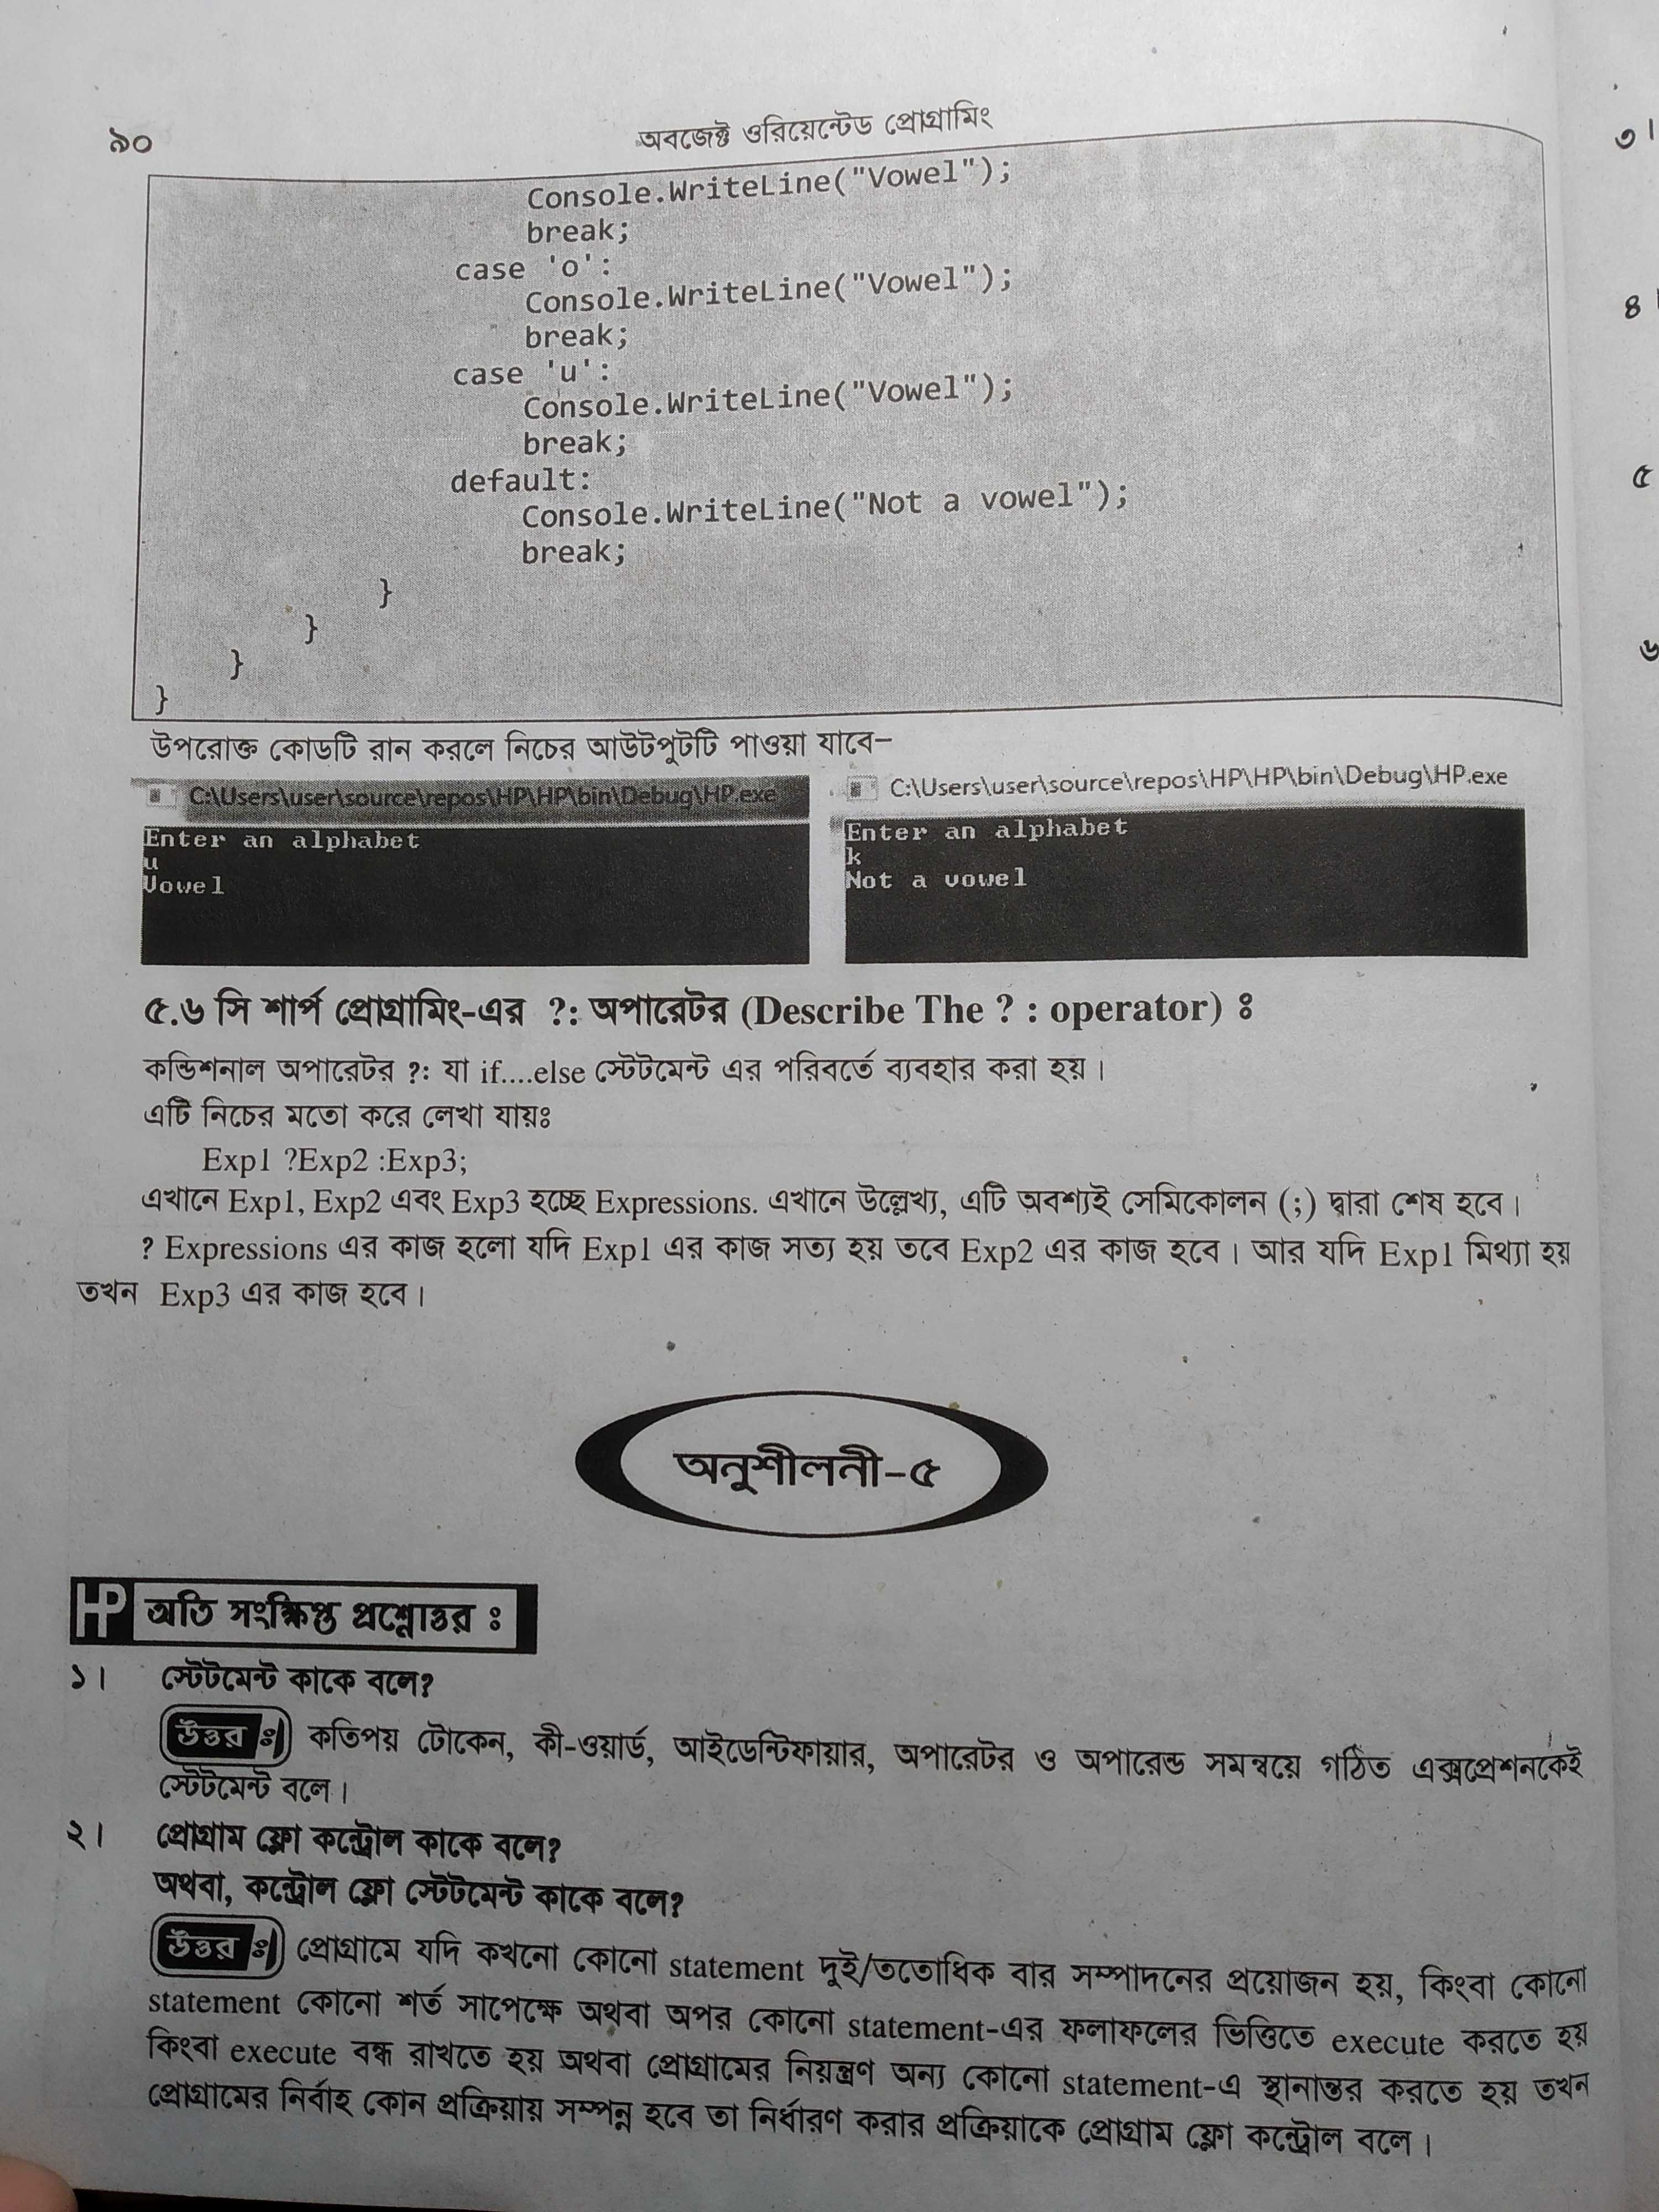 ৯০
অবজেক্ট ওরিয়েন্টেড প্রোগ্রামিং
Console.WriteLine("Vowel");
break;
case 'o':
Console.WriteLine("Vowel");
break;
case 'u':
Console.WriteLine("Vowel");
break;
default:
Console.WriteLine("Not a vowel");
break;
}
}
}
}
উপরোক্ত কোডটি রান করলে নিচের আউটপুটটি পাওয়া যাবে–
C:\Users\user\source\repos\HP\HP\bin\Debug\HP.exe
Enter an alphabet
u
Vowel
C:\Users\user\source\repos\HP\HP\bin\Debug\HP.exe
Enter an alphabet
k
Not a vowel
৫.৬ সি শার্প প্রোগ্রামিং-এর ?: অপারেটর (Describe The ? : operator) ঃ
কন্ডিশনাল অপারেটর ?: যা if....else স্টেটমেন্ট এর পরিবর্তে ব্যবহার করা হয়।
এটি নিচের মতো করে লেখা যায়ঃ
Exp1 ?Exp2 :Exp3;
এখানে Exp1, Exp2 এবং Exp3 হচ্ছে Expressions. এখানে উল্লেখ্য, এটি অবশ্যই সেমিকোলন (;) দ্বারা শেষ হবে।
? Expressions এর কাজ হলো যদি Exp1 এর কাজ সত্য হয় তবে Exp2 এর কাজ হবে। আর যদি Exp1 মিথ্যা হয়
তখন Exp3 এর কাজ হবে।
অনুশীলনী–৫
HP অতি সংক্ষিপ্ত প্রশ্নোত্তর ঃ
১। স্টেটমেন্ট কাকে বলে?
উত্তর ঃ কতিপয় টোকেন, কী-ওয়ার্ড, আইডেন্টিফায়ার, অপারেটর ও অপারেন্ড সমন্বয়ে গঠিত এক্সপ্রেশনকেই
স্টেটমেন্ট বলে।
২। প্রোগ্রাম ফ্লো কন্ট্রোল কাকে বলে?
অথবা, কন্ট্রোল ফ্লো স্টেটমেন্ট কাকে বলে?
উত্তর ঃ প্রোগ্রামে যদি কখনো কোনো statement দুই/ততোধিক বার সম্পাদনের প্রয়োজন হয়, কিংবা কোনো
statement কোনো শর্ত সাপেক্ষে অথবা অপর কোনো statement-এর ফলাফলের ভিত্তিতে execute করতে হয়
কিংবা execute বন্ধ রাখতে হয় অথবা প্রোগ্রামের নিয়ন্ত্রণ অন্য কোনো statement-এ স্থানান্তর করতে হয় তখন
প্রোগ্রামের নির্বাহ কোন প্রক্রিয়ায় সম্পন্ন হবে তা নির্ধারণ করার প্রক্রিয়াকে প্রোগ্রাম ফ্লো কন্ট্রোল বলে।
৩।
৪
৫
৬